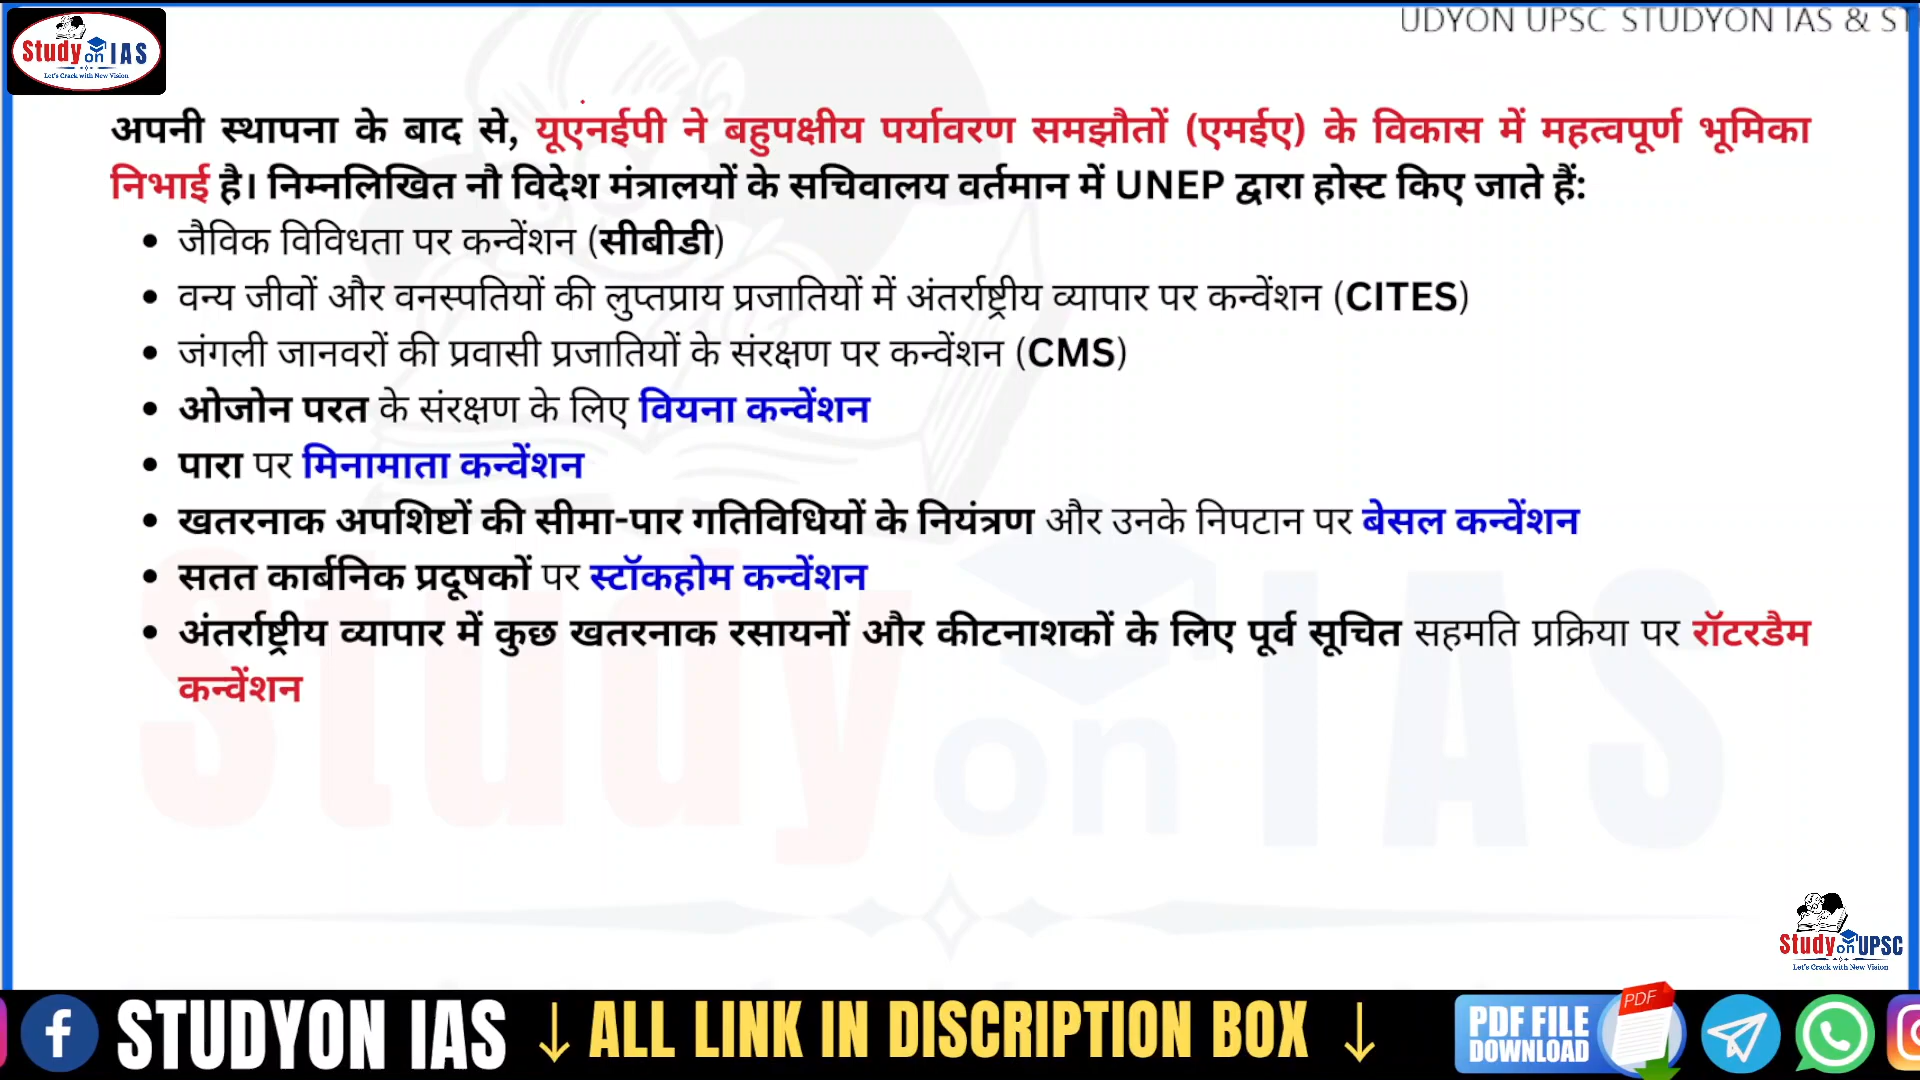 UDYON UPSC STUDYON IAS & ST
Study on IAS
Let's Crack with New Vision
अपनी स्थापना के बाद से, यूएनईपी ने बहुपक्षीय पर्यावरण समझौतों (एमईए) के विकास में महत्वपूर्ण भूमिका
निभाई है। निम्नलिखित नौ विदेश मंत्रालयों के सचिवालय वर्तमान में UNEP द्वारा होस्ट किए जाते हैं:
• जैविक विविधता पर कन्वेंशन (सीबीडी)
• वन्य जीवों और वनस्पतियों की लुप्तप्राय प्रजातियों में अंतर्राष्ट्रीय व्यापार पर कन्वेंशन (CITES)
• जंगली जानवरों की प्रवासी प्रजातियों के संरक्षण पर कन्वेंशन (CMS)
• ओजोन परत के संरक्षण के लिए वियना कन्वेंशन
• पारा पर मिनामाता कन्वेंशन
• खतरनाक अपशिष्टों की सीमा-पार गतिविधियों के नियंत्रण और उनके निपटान पर बेसल कन्वेंशन
• सतत कार्बनिक प्रदूषकों पर स्टॉकहोम कन्वेंशन
• अंतर्राष्ट्रीय व्यापार में कुछ खतरनाक रसायनों और कीटनाशकों के लिए पूर्व सूचित सहमति प्रक्रिया पर रॉटरडैम
कन्वेंशन
Study on IAS
Study on UPSC
Let's Crack with New Vision
STUDYON IAS ↓ ALL LINK IN DISCRIPTION BOX ↓
PDF FILE
DOWNLOAD
PDF